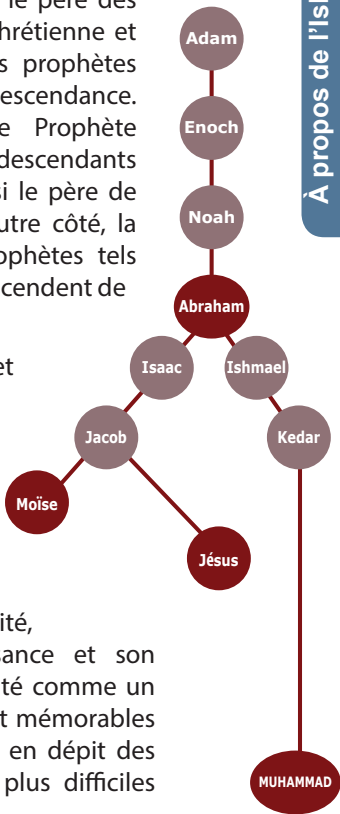 le père des
hrétienne et
s prophètes
escendance.
e Prophète
descendants
si le père de
utre côté, la
ophètes tels
cendent de
et
ité,
sance et son
té comme un
t mémorables
en dépit des
plus difficiles
À propos de l'Isl
Adam
Enoch
Noah
Abraham
Isaac
Ishmael
Jacob
Kedar
Moïse
Jésus
MUHAMMAD